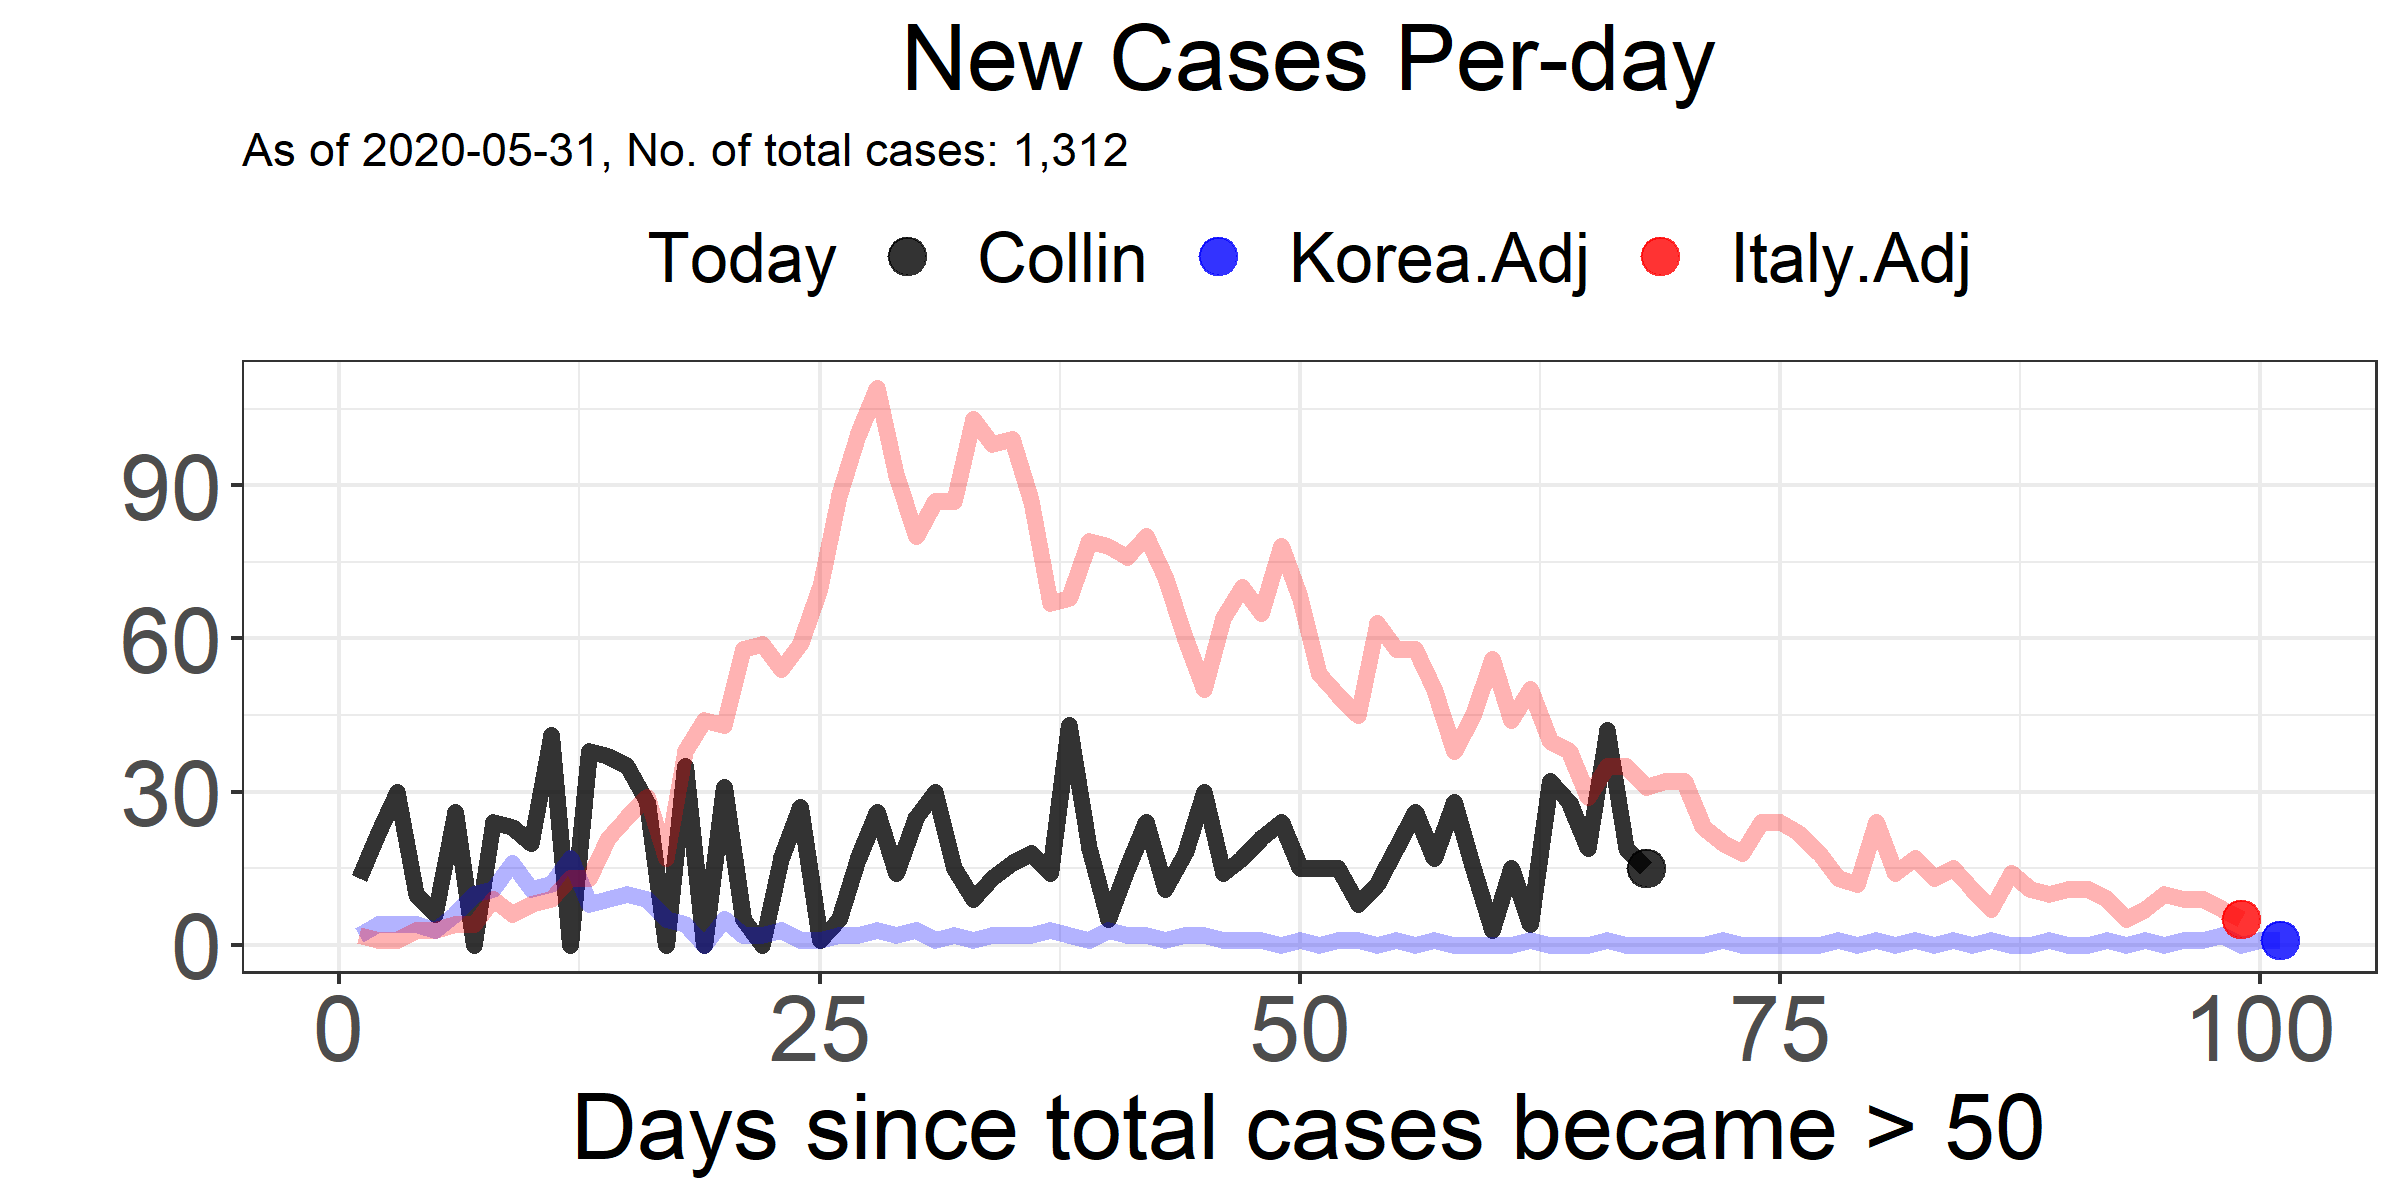 New Cases Per-day
As of 2020-05-31, No. of total cases: 1,312
Today Collin Korea.Adj Italy.Adj
90
60
30
0
0 25 50 75 100
Days since total cases became > 50